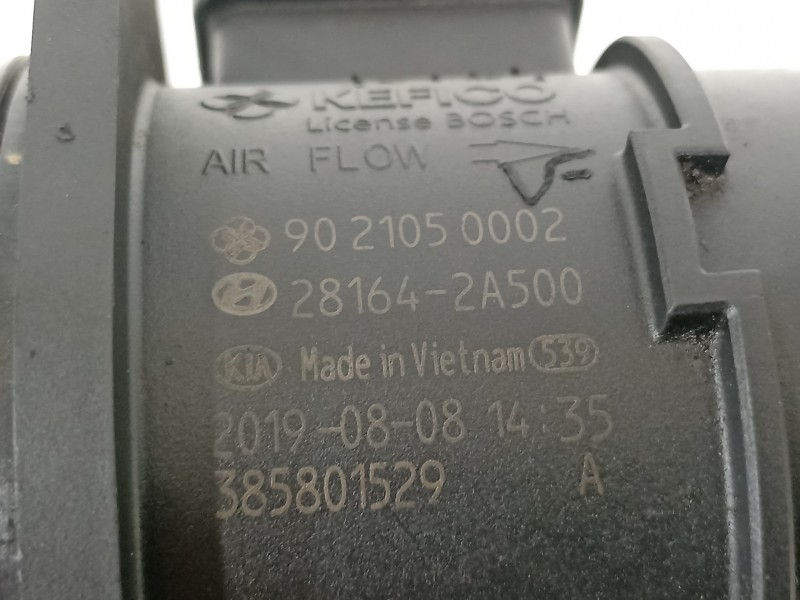 KEFICO
License BOSCH
AIR FLOW
90 2105 0002
28164-2A500
KIA Made in Vietnam 539
2019-08-08 14:35
385801529 A